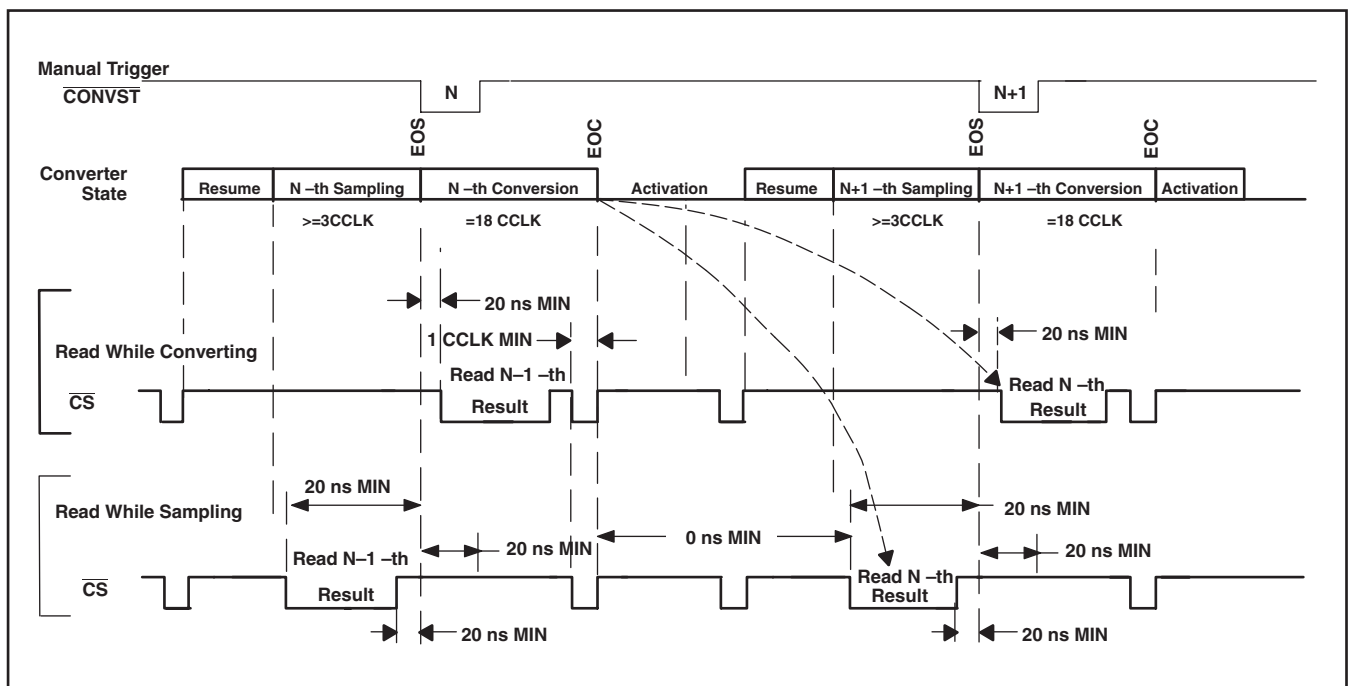 Manual Trigger
CONVST
N
N+1
EOS
EOC
EOS
EOC
Converter
State
Resume
N –th Sampling
N –th Conversion
Activation
Resume
N+1 –th Sampling
N+1 –th Conversion
Activation
>=3CCLK
=18 CCLK
>=3CCLK
=18 CCLK
20 ns MIN
20 ns MIN
1 CCLK MIN
Read While Converting
Read N–1 –th
Result
Read N –th
Result
CS
20 ns MIN
20 ns MIN
Read While Sampling
Read N–1 –th
Result
20 ns MIN
0 ns MIN
20 ns MIN
Read N –th
Result
CS
20 ns MIN
20 ns MIN